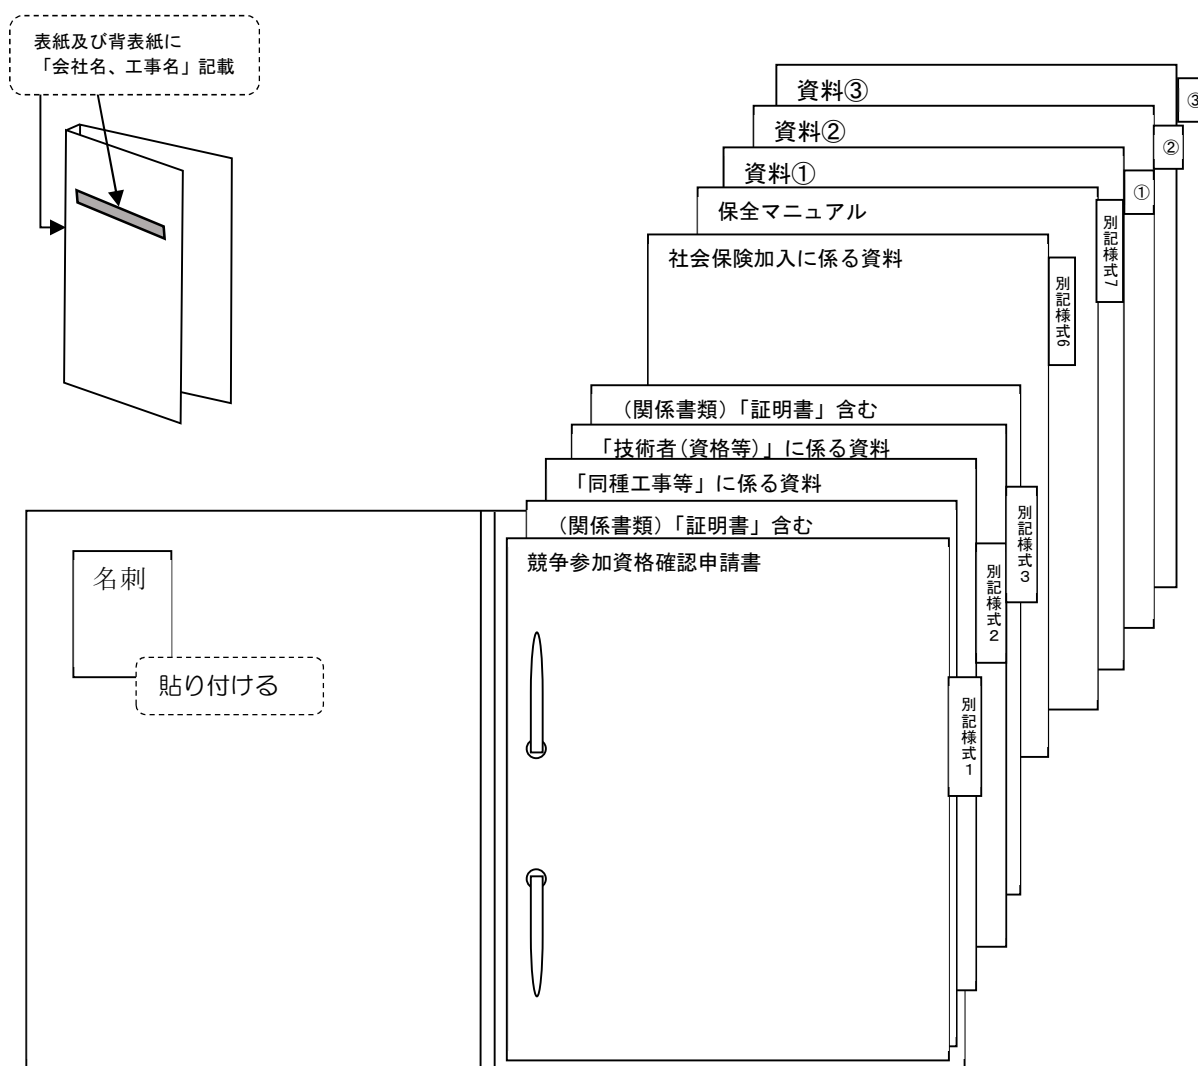 表紙及び背表紙に
「会社名、工事名」記載
資料③
③
資料②
②
資料①
①
保全マニュアル
別記様式7
社会保険加入に係る資料
別記様式6
（関係書類）「証明書」含む
「技術者（資格等）」に係る資料
「同種工事等」に係る資料
別記様式３
（関係書類）「証明書」含む
別記様式２
競争参加資格確認申請書
別記様式１
名刺
貼り付ける